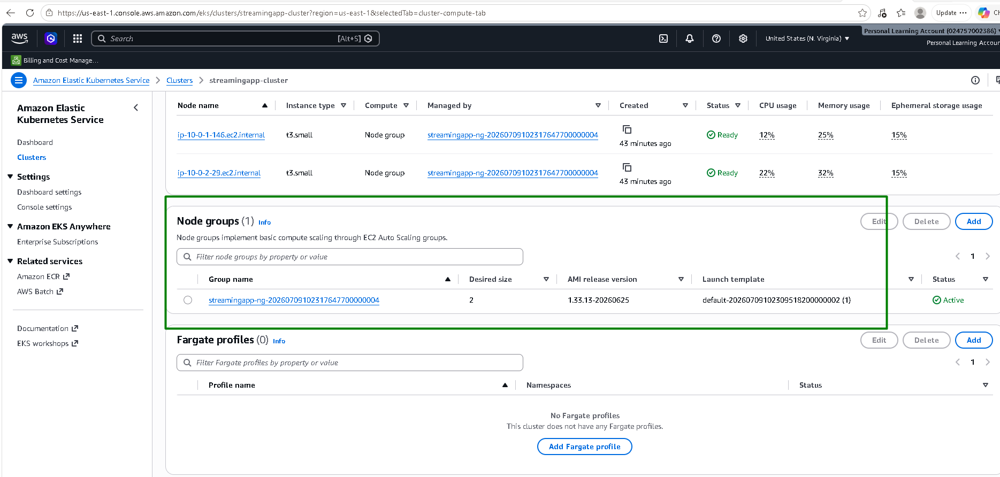 https://us-east-1.console.aws.amazon.com/eks/clusters/streamingapp-cluster?region=us-east-1&selectedTab=cluster-compute-tab
Update
aws
Search
[Alt+S]
United States (N. Virginia)
Personal Learning Account (024757002386)
Personal Learning Accoun
Billing and Cost Manage...
Amazon Elastic Kubernetes Service
Clusters
streamingapp-cluster
Amazon Elastic
Kubernetes Service
Dashboard
Clusters
Settings
Dashboard settings
Console settings
Amazon EKS Anywhere
Enterprise Subscriptions
Related services
Amazon ECR
AWS Batch
Documentation
EKS workshops
Node name Instance type Compute Managed by Created Status CPU usage Memory usage Ephemeral storage usage
ip-10-0-1-146.ec2.internal t3.small Node group streamingapp-ng-20260709102317647700000004 43 minutes ago Ready 12% 25% 15%
ip-10-0-2-29.ec2.internal t3.small Node group streamingapp-ng-20260709102317647700000004 43 minutes ago Ready 22% 32% 15%
Node groups (1) Info
Edit Delete Add
Node groups implement basic compute scaling through EC2 Auto Scaling groups.
Filter node groups by property or value
1
Group name Desired size AMI release version Launch template Status
streamingapp-ng-20260709102317647700000004 2 1.33.13-20260625 default-20260709102309518200000002 (1) Active
Fargate profiles (0) Info
Edit Delete Add
Filter Fargate profiles by property or value
1
Profile name Namespaces Status
No Fargate profiles
This cluster does not have any Fargate profiles.
Add Fargate profile